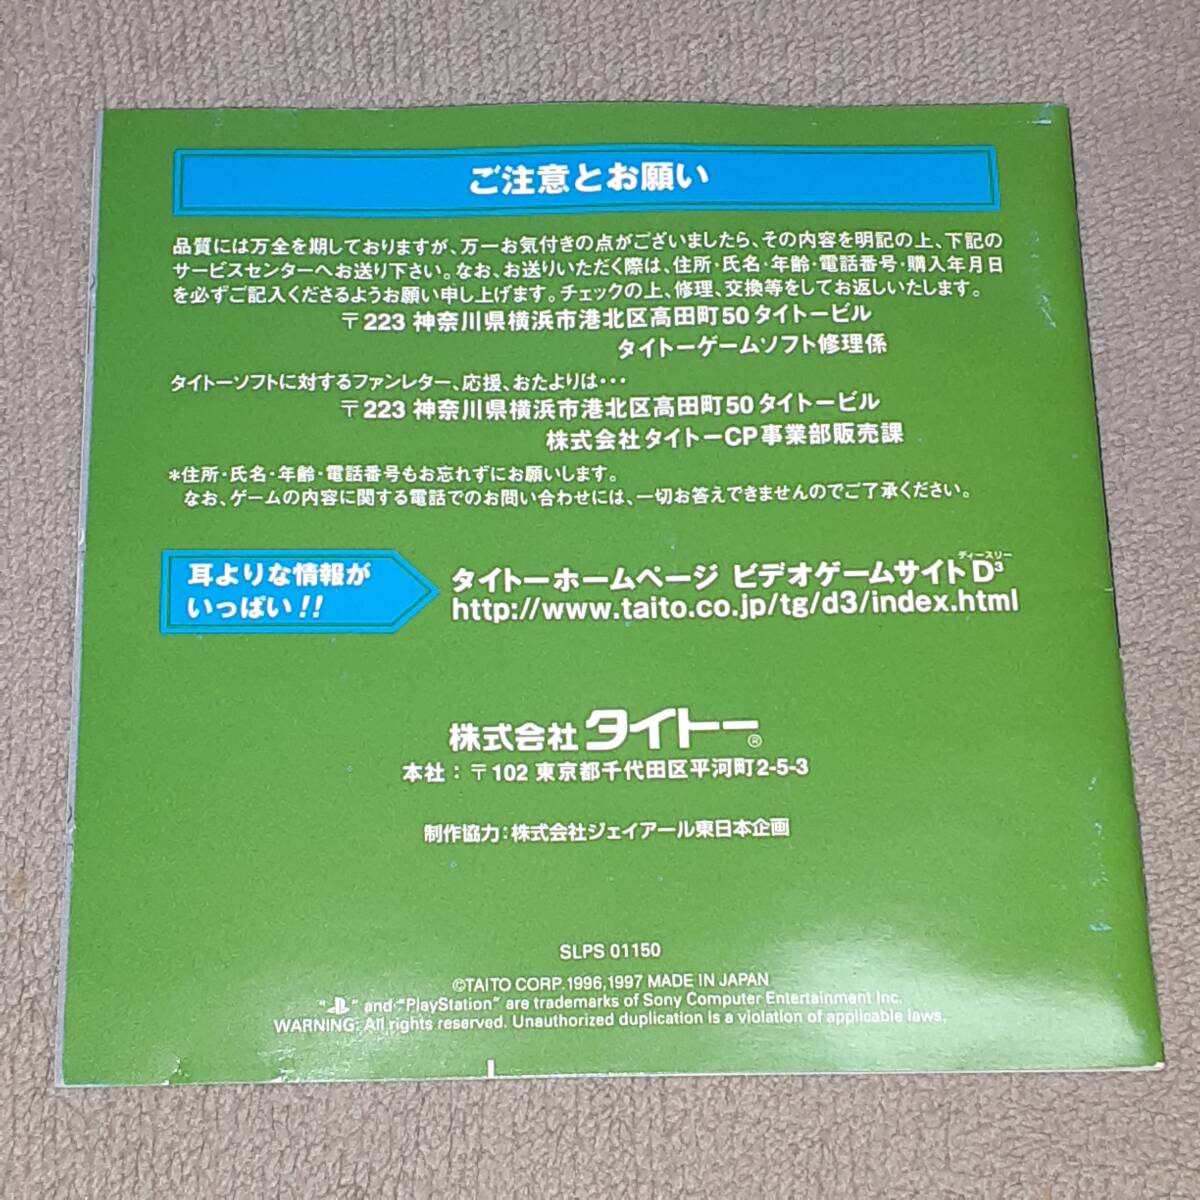 ご注意とお願い
品質には万全を期しておりますが、万一お気付きの点がございましたら、その内容を明記の上、下記の
サービスセンターへお送り下さい。なお、お送りいただく際は、住所・氏名・年齢・電話番号・購入年月日
を必ずご記入くださるようお願い申し上げます。チェックの上、修理、交換等をしてお返しいたします。
〒223 神奈川県横浜市港北区高田町50タイトービル
タイトーゲームソフト修理係
タイトーソフトに対するファンレター、応援、おたよりは・・・
〒223 神奈川県横浜市港北区高田町50タイトービル
株式会社タイトーCP事業部販売課
*住所・氏名・年齢・電話番号もお忘れずにお願いします。
なお、ゲームの内容に関する電話でのお問い合わせには、一切お答えできませんのでご了承ください。
耳よりな情報が
いっぱい!!
ディースリー
タイトーホームページ ビデオゲームサイトD³
http://www.taito.co.jp/tg/d3/index.html
株式会社 タイトー®
本社:〒102 東京都千代田区平河町2-5-3
制作協力:株式会社ジェイアール東日本企画
SLPS 01150
©TAITO CORP. 1996,1997 MADE IN JAPAN
" " and "PlayStation" are trademarks of Sony Computer Entertainment Inc.
WARNING: All rights reserved. Unauthorized duplication is a violation of applicable laws.